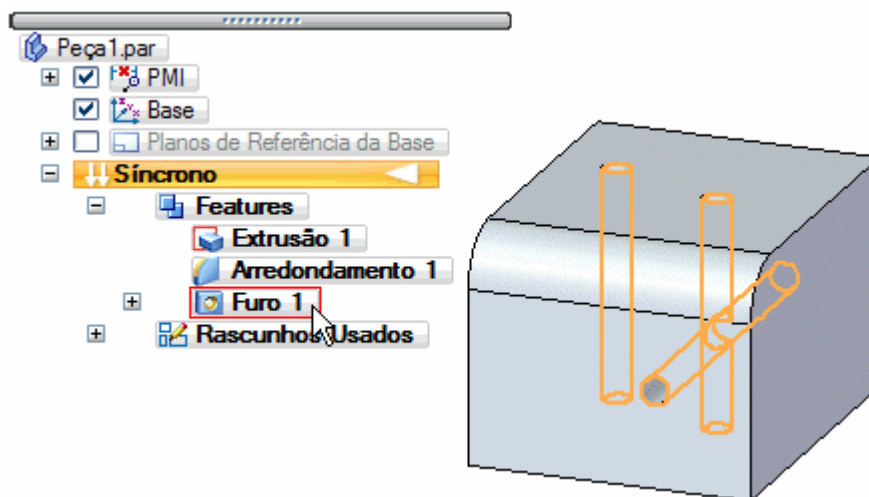 Peça1.par
PMI
Base
Planos de Referência da Base
Síncrono
Features
Extrusão 1
Arredondamento 1
Furo 1
Rascunhos Usados